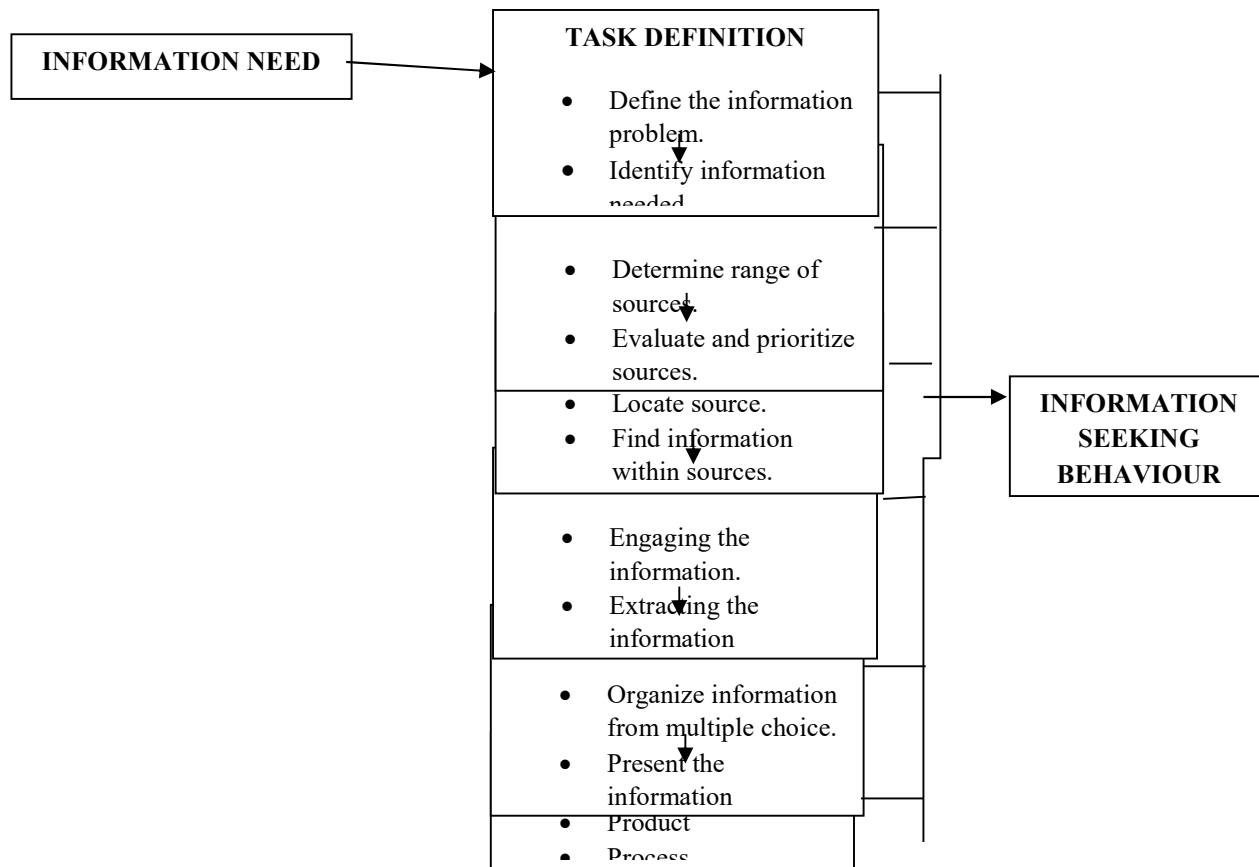 INFORMATION NEED
TASK DEFINITION
• Define the information
problem.
• Identify information
needed
• Determine range of
sources.
• Evaluate and prioritize
sources.
• Locate source.
• Find information
within sources.
• Engaging the
information.
• Extracting the
information
• Organize information
from multiple choice.
• Present the
information
• Product
• Process
INFORMATION
SEEKING
BEHAVIOUR